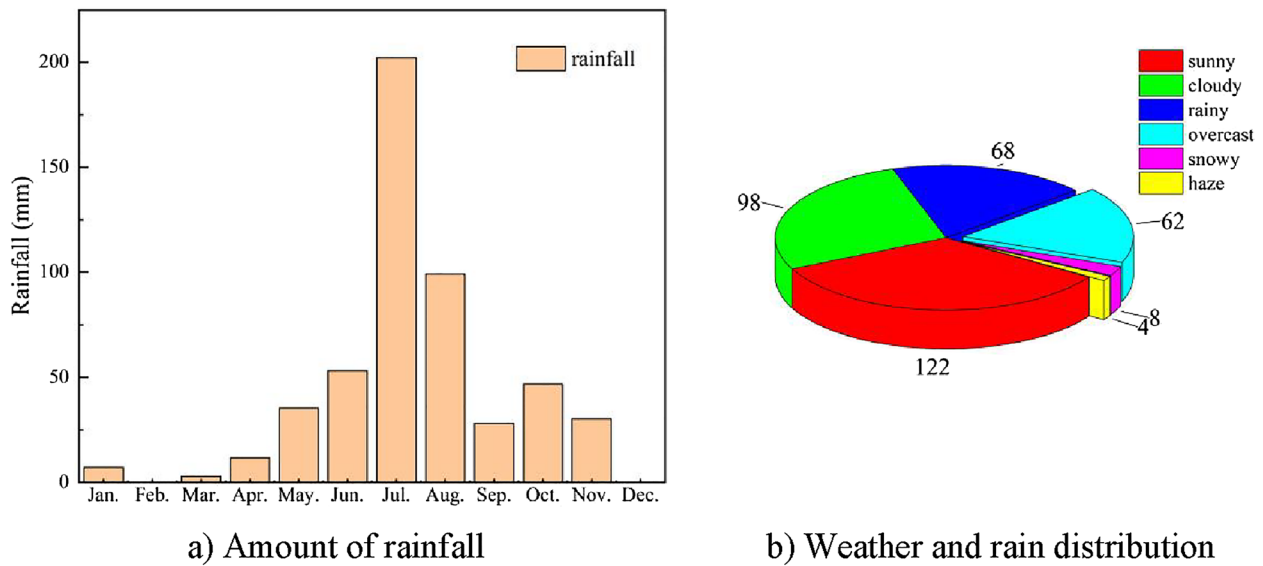 200
150
100
50
0
Rainfall (mm)
rainfall
Jan. Feb. Mar. Apr. May. Jun. Jul. Aug. Sep. Oct. Nov. Dec.
a) Amount of rainfall
sunny
cloudy
rainy
overcast
snowy
haze
68
98
62
8
4
122
b) Weather and rain distribution